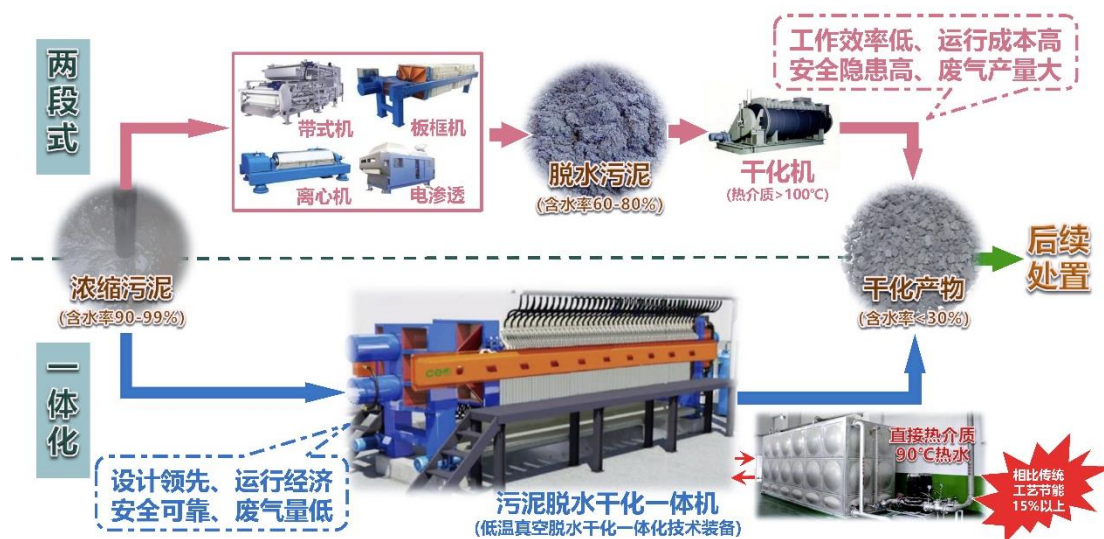 两段式
带式机
板框机
离心机
电渗透
脱水污泥
(含水率60-80%)
干化机
(热介质>100℃)
工作效率低、运行成本高
安全隐患高、废气产量大
浓缩污泥
(含水率90-99%)
干化产物
(含水率<30%)
后续
处置
一体化
设计领先、运行经济
安全可靠、废气量低
污泥脱水干化一体机
(低温真空脱水干化一体化技术装备)
直接热介质
90℃热水
相比传统
工艺节能
15%以上